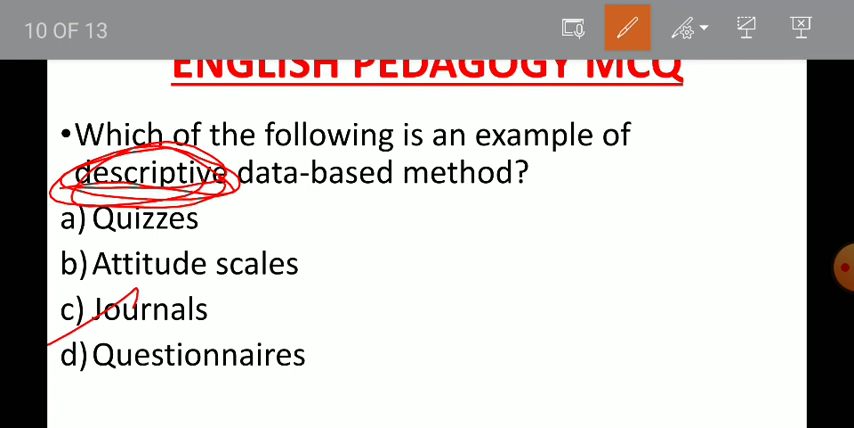 10 OF 13
ENGLISH PEDAGOGY MCQ
•Which of the following is an example of
descriptive data-based method?
a) Quizzes
b) Attitude scales
c) Journals
d) Questionnaires